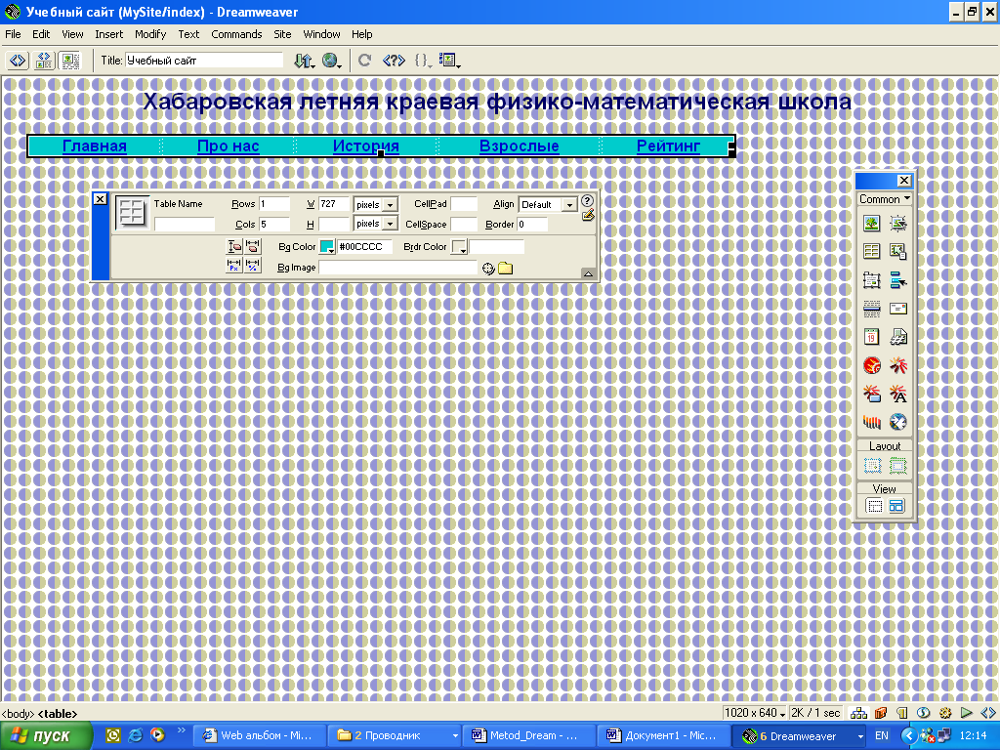 Учебный сайт (MySite/index) - Dreamweaver
File Edit View Insert Modify Text Commands Site Window Help
Title: Учебный сайт
Хабаровская летняя краевая физико-математическая школа
Главная Про нас История Взрослые Рейтинг
Table Name Rows 1 W 727 pixels CellPad Align Default
Cols 5 H pixels CellSpace Border 0
Bg Color #00CCCC Brdr Color
Bg Image
Common
19
Layout
View
<body> <table> 1020 x 640 2K / 1 sec
пуск Web альбом - Mi... 2 Проводник Metod_Dream - ... Документ1 - Mic... 6 Dreamweaver EN 12:14